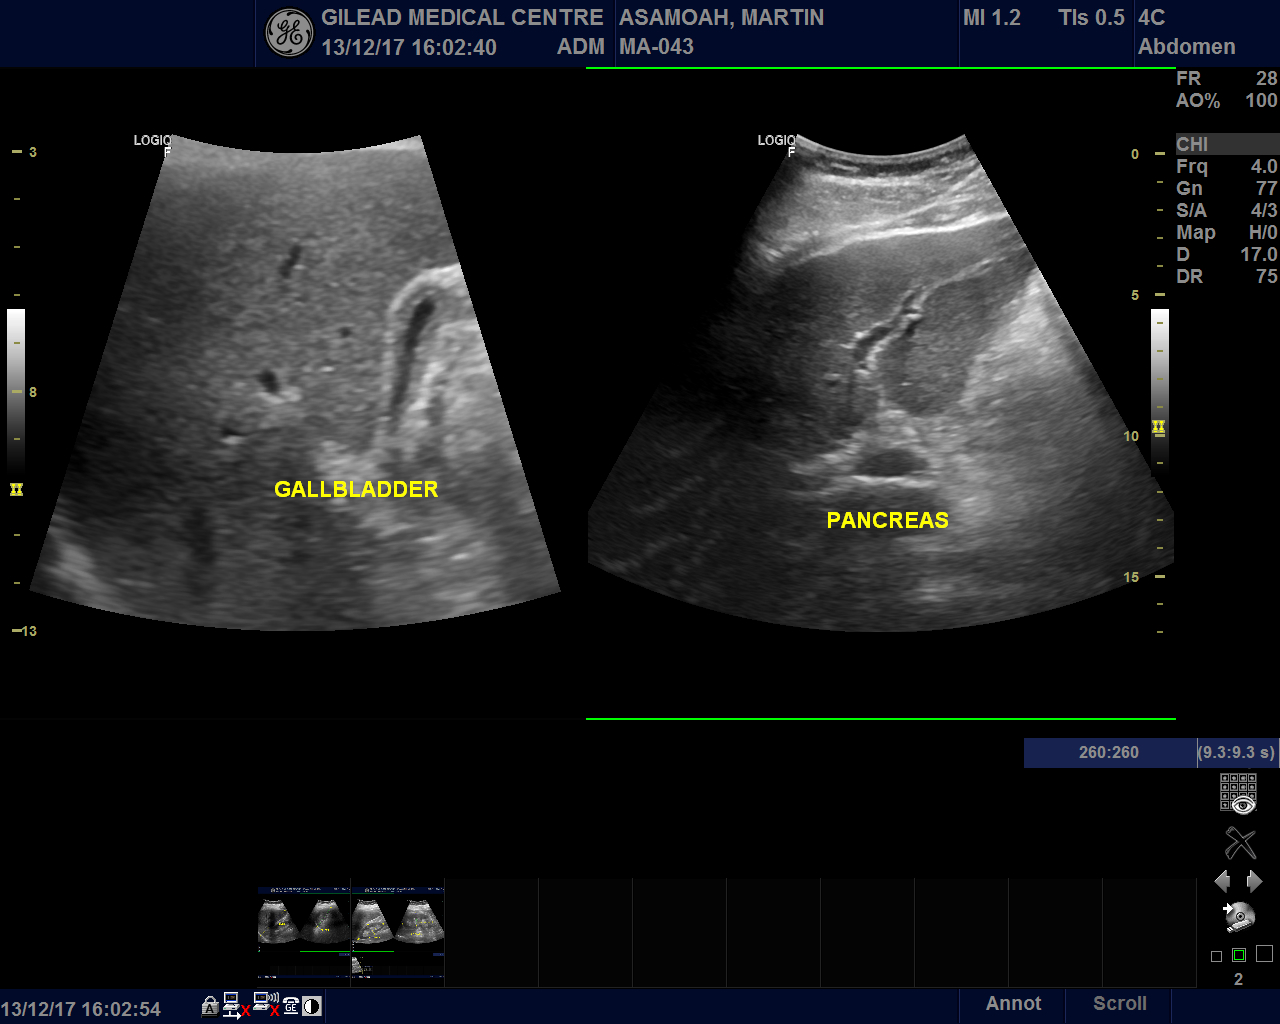 GILEAD MEDICAL CENTRE
13/12/17 16:02:40 ADM
ASAMOAH, MARTIN
MA-043
MI 1.2 TIs 0.5
4C
Abdomen
FR 28
AO% 100
CHI
Frq 4.0
Gn 77
S/A 4/3
Map H/0
D 17.0
DR 75
LOGIQ
F
3
8
13
GALLBLADDER
LOGIQ
F
0
5
10
15
PANCREAS
260:260 (9.3:9.3 s)
2
13/12/17 16:02:54
Annot Scroll